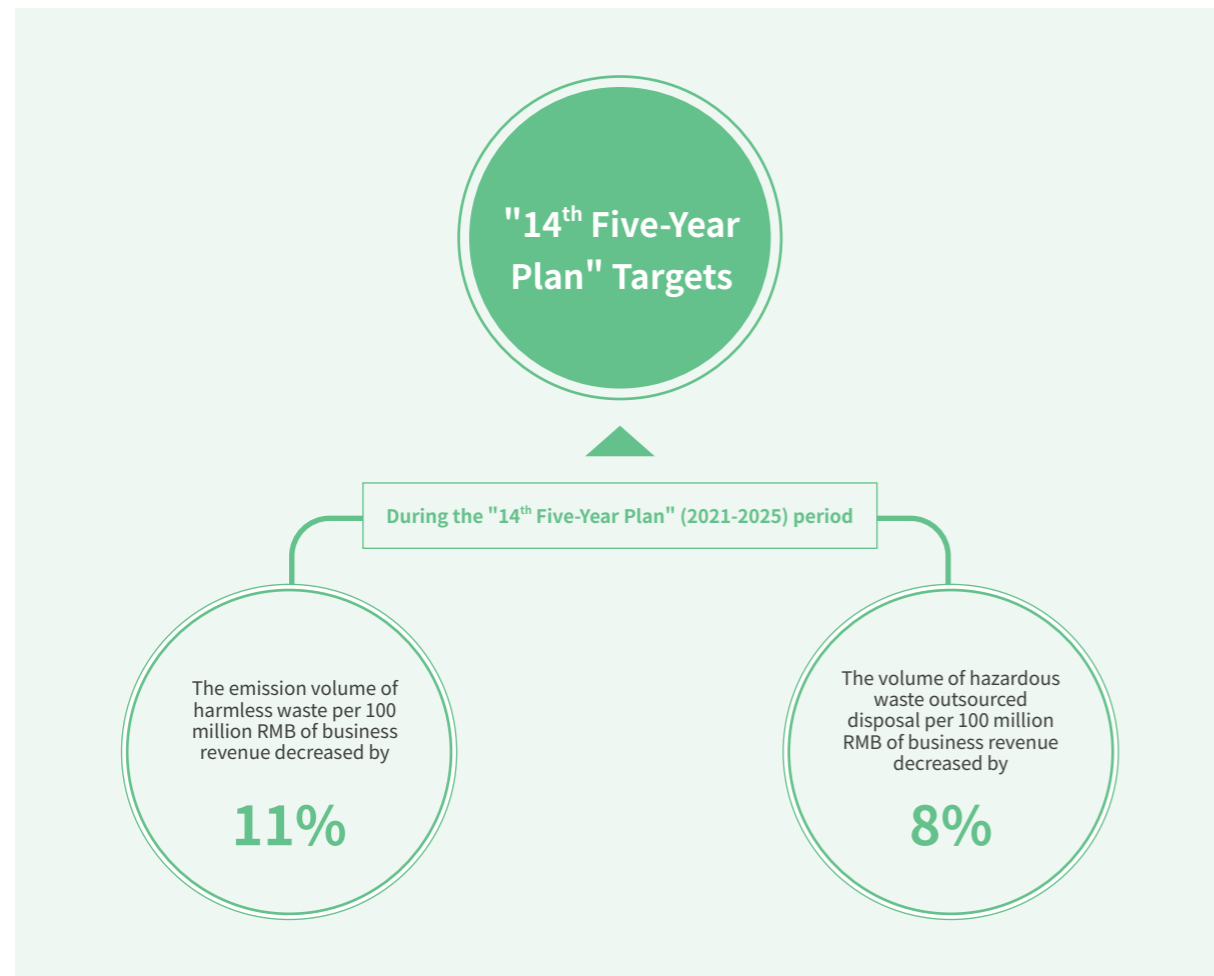 "14th Five-Year
Plan" Targets
During the "14th Five-Year Plan" (2021-2025) period
The emission volume of
harmless waste per 100
million RMB of business
revenue decreased by
11%
The volume of hazardous
waste outsourced
disposal per 100 million
RMB of business revenue
decreased by
8%